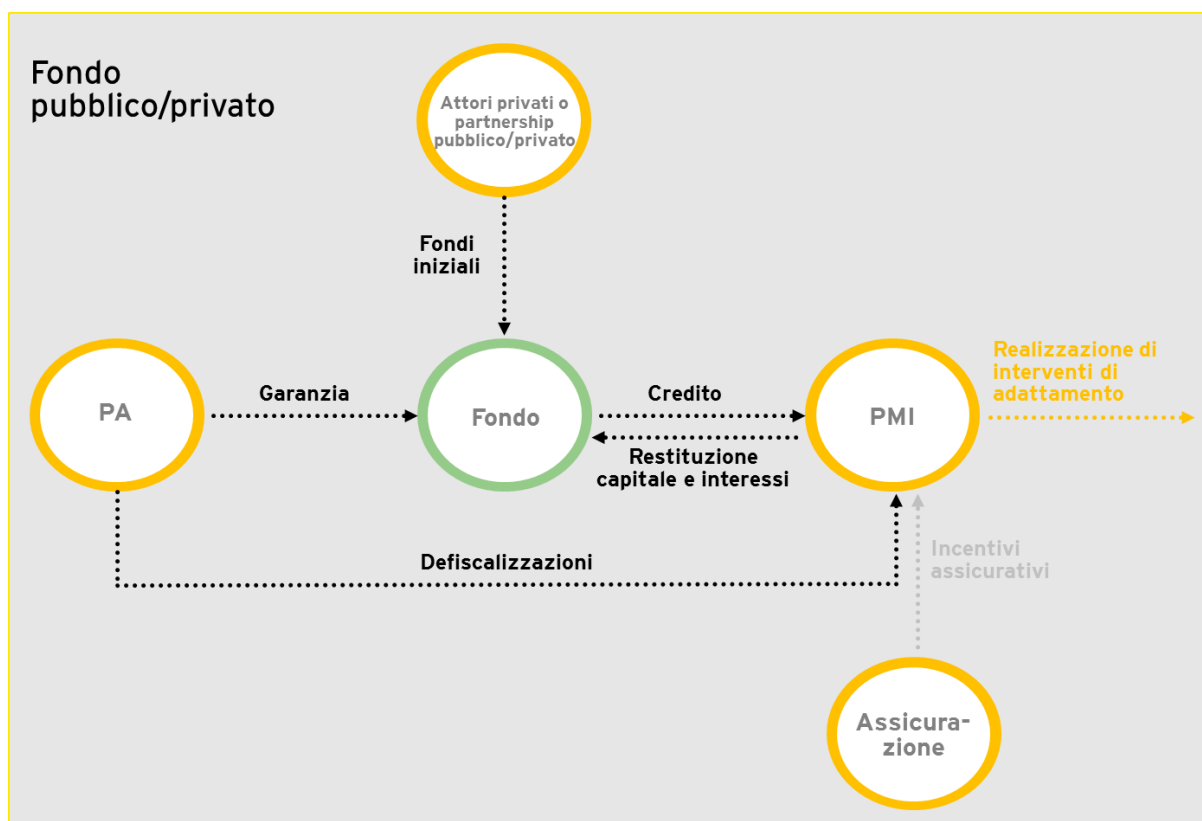 Fondo
pubblico/privato
Attori privati o
partnership
pubblico/privato
Fondi
iniziali
PA
Garanzia
Fondo
Credito
Restituzione
capitale e interessi
PMI
Realizzazione di
interventi di
adattamento
Defiscalizzazioni
Incentivi
assicurativi
Assicura-
zione